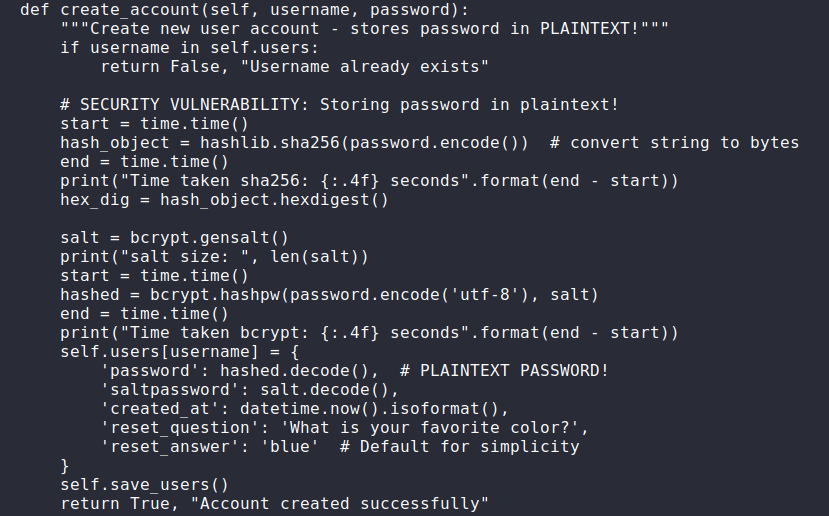 def create_account(self, username, password):
    """Create new user account - stores password in PLAINTEXT!"""
    if username in self.users:
        return False, "Username already exists"

    # SECURITY VULNERABILITY: Storing password in plaintext!
    start = time.time()
    hash_object = hashlib.sha256(password.encode())  # convert string to bytes
    end = time.time()
    print("Time taken sha256: {:.4f} seconds".format(end - start))
    hex_dig = hash_object.hexdigest()

    salt = bcrypt.gensalt()
    print("salt size: ", len(salt))
    start = time.time()
    hashed = bcrypt.hashpw(password.encode('utf-8'), salt)
    end = time.time()
    print("Time taken bcrypt: {:.4f} seconds".format(end - start))
    self.users[username] = {
        'password': hashed.decode(),  # PLAINTEXT PASSWORD!
        'saltpassword': salt.decode(),
        'created_at': datetime.now().isoformat(),
        'reset_question': 'What is your favorite color?',
        'reset_answer': 'blue'  # Default for simplicity
    }
    self.save_users()
    return True, "Account created successfully"